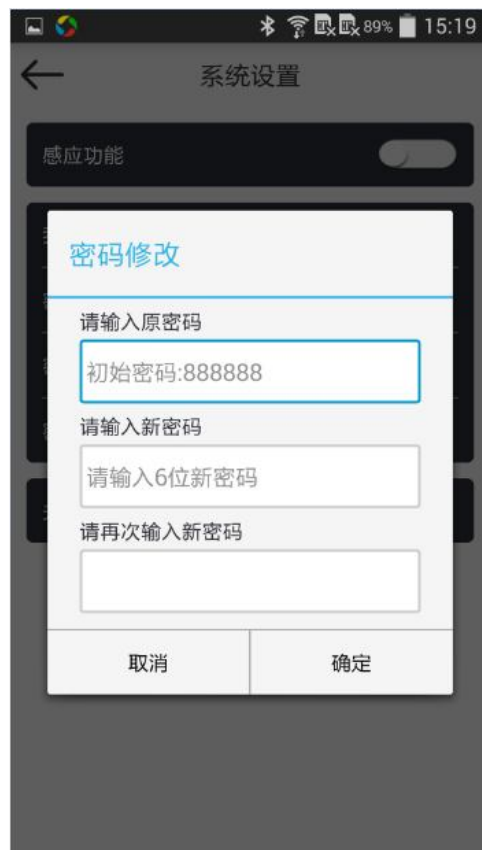 89% 15:19
系统设置
感应功能
密码修改
请输入原密码
初始密码:888888
请输入新密码
请输入6位新密码
请再次输入新密码
取消
确定